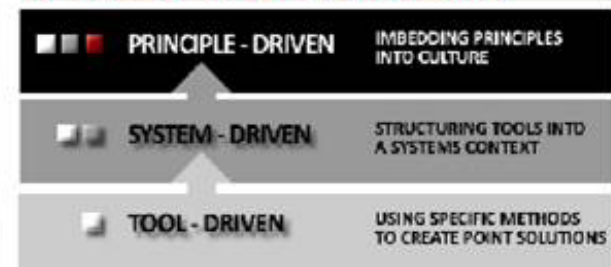 PRINCIPLE - DRIVEN
IMBEDDING PRINCIPLES
INTO CULTURE
SYSTEM - DRIVEN
STRUCTURING TOOLS INTO
A SYSTEMS CONTEXT
TOOL - DRIVEN
USING SPECIFIC METHODS
TO CREATE POINT SOLUTIONS